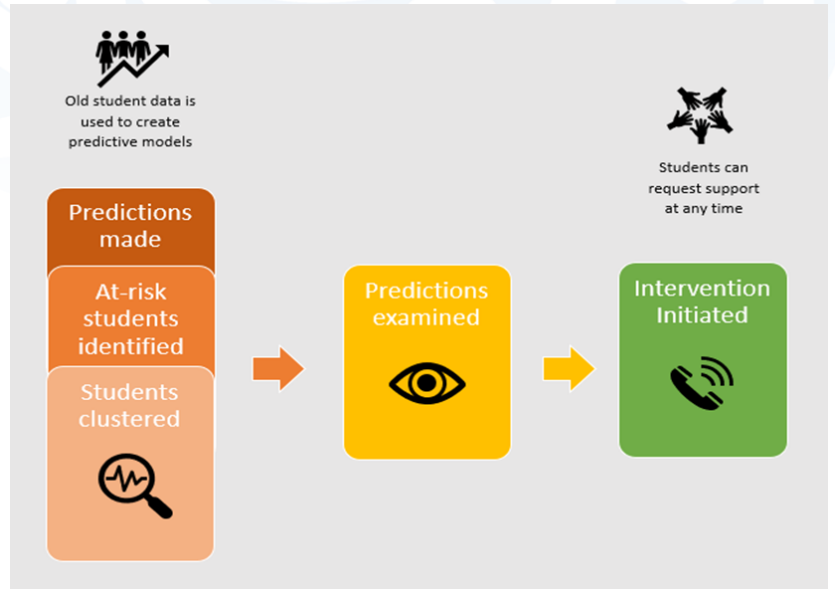 Old student data is
used to create
predictive models
Predictions
made
At-risk
students
identified
Students
clustered
Predictions
examined
Students can
request support
at any time
Intervention
Initiated